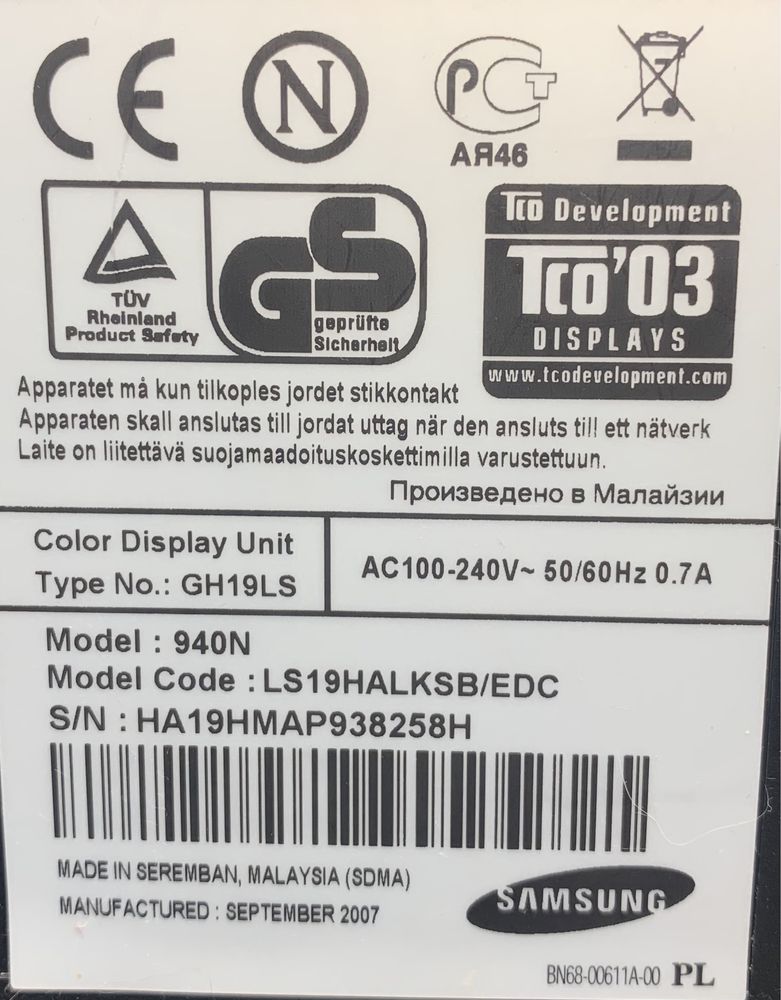 CE N PCT
АЯ46
TÜV
Rheinland
Product Safety
GS
geprüfte
Sicherheit
TCO Development
TCO'03
DISPLAYS
www.tcodevelopment.com
Apparatet må kun tilkoples jordet stikkontakt
Apparaten skall anslutas till jordat uttag när den ansluts till ett nätverk
Laite on liitettävä suojamaadoituskoskettimilla varustettuun.
Произведено в Малайзии
Color Display Unit
Type No.: GH19LS
AC100-240V~ 50/60Hz 0.7A
Model : 940N
Model Code : LS19HALKSB/EDC
S/N : HA19HMAP938258H
MADE IN SEREMBAN, MALAYSIA (SDMA)
MANUFACTURED : SEPTEMBER 2007
SAMSUNG
BN68-00611A-00 PL